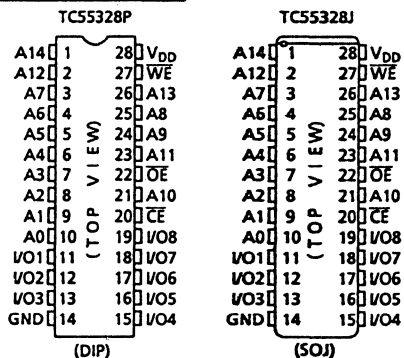 TC55328P TC55328J
A14 1 28 VDD A14 1 28 VDD
A12 2 27 W̅E̅ A12 2 27 W̅E̅
A7 3 26 A13 A7 3 26 A13
A6 4 25 A8 A6 4 25 A8
A5 5 24 A9 A5 5 24 A9
A4 6 23 A11 A4 6 23 A11
A3 7 22 O̅E̅ A3 7 22 O̅E̅
A2 8 21 A10 A2 8 21 A10
A1 9 20 C̅E̅ A1 9 20 C̅E̅
A0 10 19 I/O8 A0 10 19 I/O8
I/O1 11 18 I/O7 I/O1 11 18 I/O7
I/O2 12 17 I/O6 I/O2 12 17 I/O6
I/O3 13 16 I/O5 I/O3 13 16 I/O5
GND 14 15 I/O4 GND 14 15 I/O4
(TOP VIEW) (TOP VIEW)
(DIP) (SOJ)